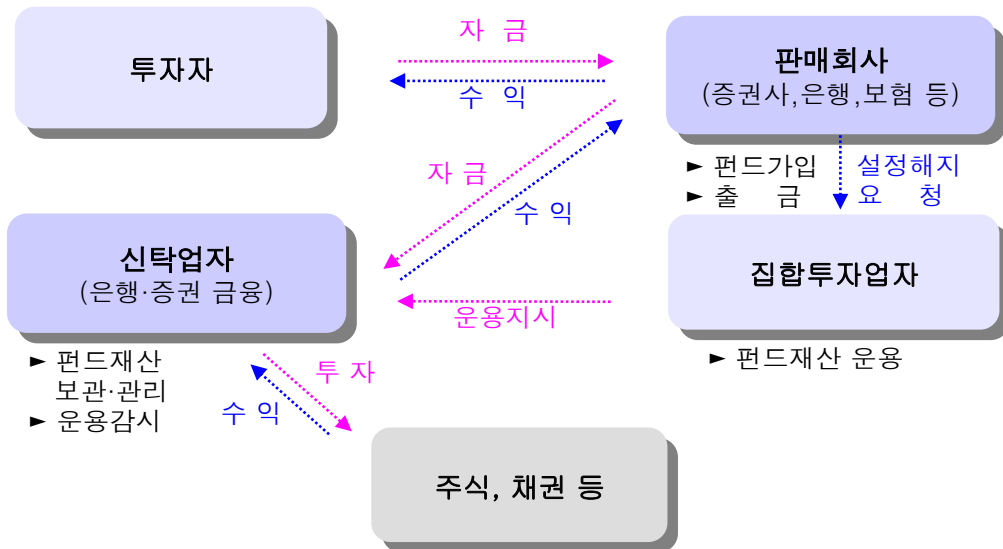 투자자
자 금
수 익
판매회사
(증권사,은행,보험 등)
► 펀드가입
► 출 금
설정해지
요 청
자 금
수 익
신탁업자
(은행·증권 금융)
집합투자업자
운용지시
► 펀드재산
보관·관리
► 운용감시
► 펀드재산 운용
투 자
수 익
주식, 채권 등